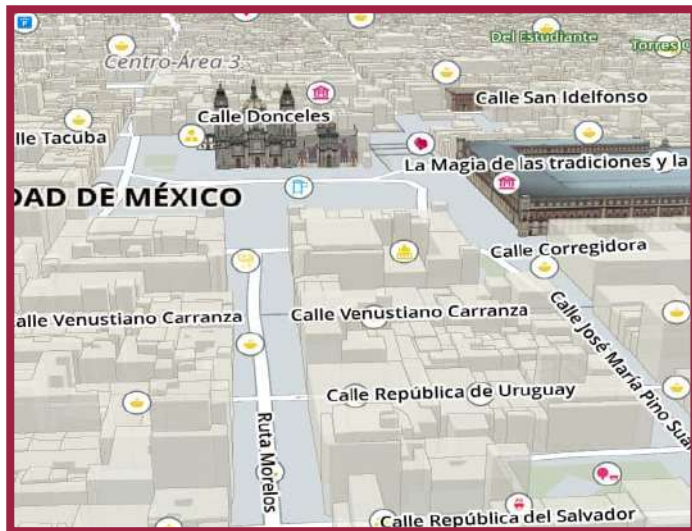 Del Estudiante
Torres
Centro-Área 3
Calle San Idelfonso
Calle Donceles
lle Tacuba
La Magia de las tradiciones y la
DAD DE MÉXICO
Calle Corregidora
Calle Venustiano Carranza
alle Venustiano Carranza
Calle José María Pino Suár
Calle República de Uruguay
Ruta Morelos
Calle República del Salvador